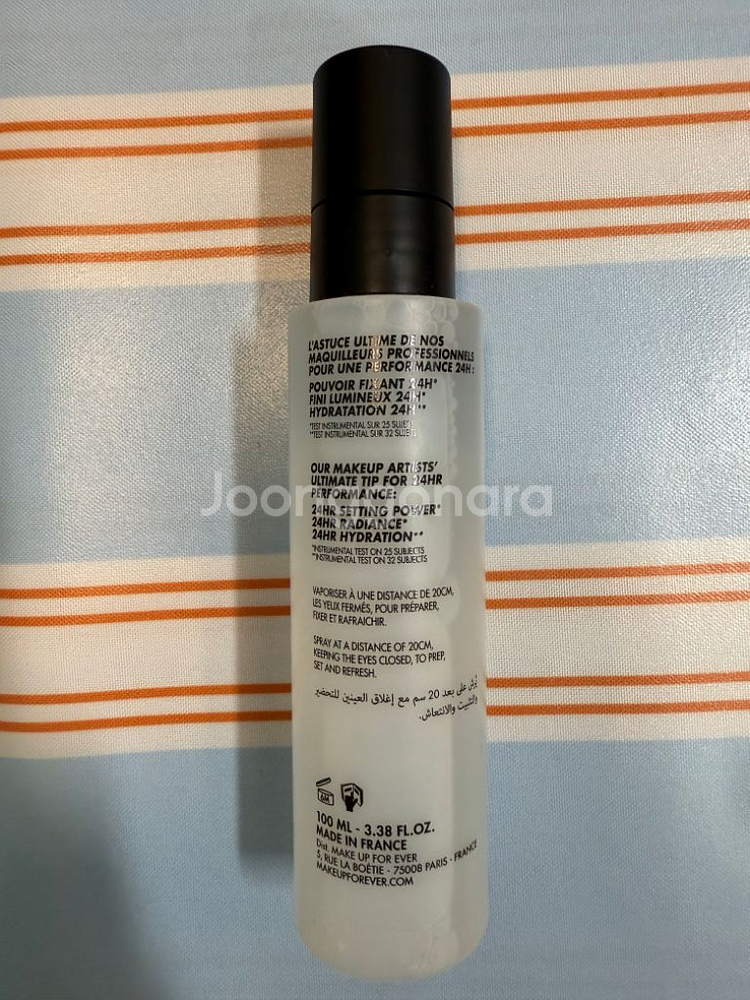 L'ASTUCE ULTIME DE NOS
MAQUILLEURS PROFESSIONNELS
POUR UNE PERFORMANCE 24H :
POUVOIR FIXANT 24H*
FINI LUMINEUX 24H*
HYDRATATION 24H**
*TEST INSTRUMENTAL SUR 25 SUJETS
**TEST INSTRUMENTAL SUR 32 SUJETS
OUR MAKEUP ARTISTS'
ULTIMATE TIP FOR 24HR
PERFORMANCE:
24HR SETTING POWER*
24HR RADIANCE*
24HR HYDRATION**
*INSTRUMENTAL TEST ON 25 SUBJECTS
**INSTRUMENTAL TEST ON 32 SUBJECTS
VAPORISER À UNE DISTANCE DE 20CM,
LES YEUX FERMÉS, POUR PRÉPARER,
FIXER ET RAFRAICHIR.
SPRAY AT A DISTANCE OF 20CM,
KEEPING THE EYES CLOSED, TO PREP,
SET AND REFRESH.
يُرش على بعد 20 سم مع إغلاق العينين للتحضير
والتثبيت والانتعاش.
6M
100 ML - 3.38 FL.OZ.
MADE IN FRANCE
Dist. MAKE UP FOR EVER
5, RUE LA BOÉTIE - 75008 PARIS - FRANCE
MAKEUPFOREVER.COM